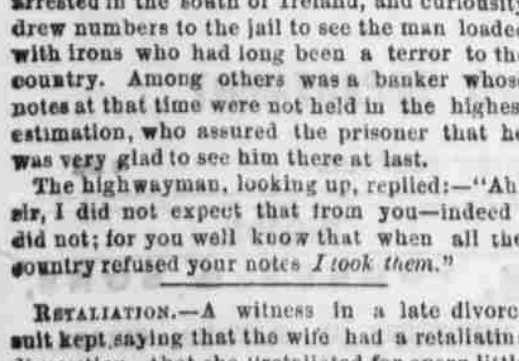 arrested in the south of Ireland, and curiosity
drew numbers to the jail to see the man loade
with irons who had long been a terror to th
country. Among others was a banker whos
notes at that time were not held in the highes
estimation, who assured the prisoner that he
was very glad to see him there at last.
The highwayman, looking up, replied:—"Ah
sir, I did not expect that from you—indeed
did not; for you well know that when all the
country refused your notes I took them."
RETALIATION.—A witness in a late divorc
suit kept saying that the wife had a retaliatin
that she